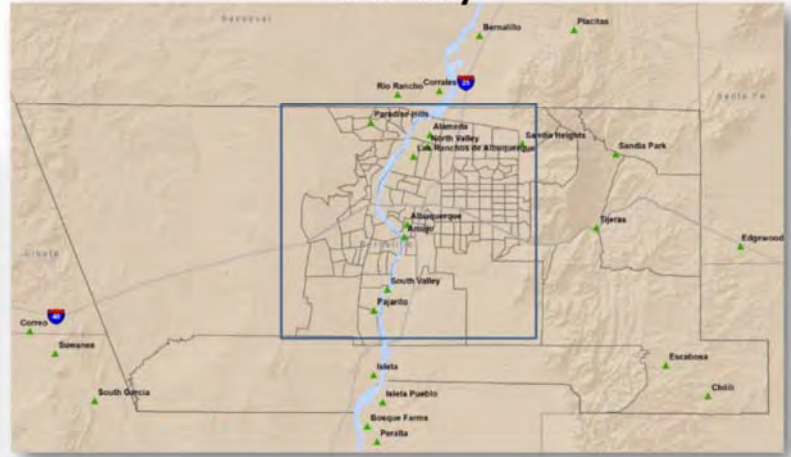 Sandoval
Placitas
Bernalillo
Corrales
Rio Rancho
25
Santa Fe
Paradise Hills
Alameda
North Valley
Sandia Heights
Los Ranchos de Albuquerque
Sandia Park
Albuquerque
Tijeras
Armijo
Bernalillo
Edgewood
Cibola
South Valley
Pajarito
40
Correo
Suwanee
Escabosa
Isleta
Chilili
South Garcia
Isleta Pueblo
Bosque Farms
Peralta